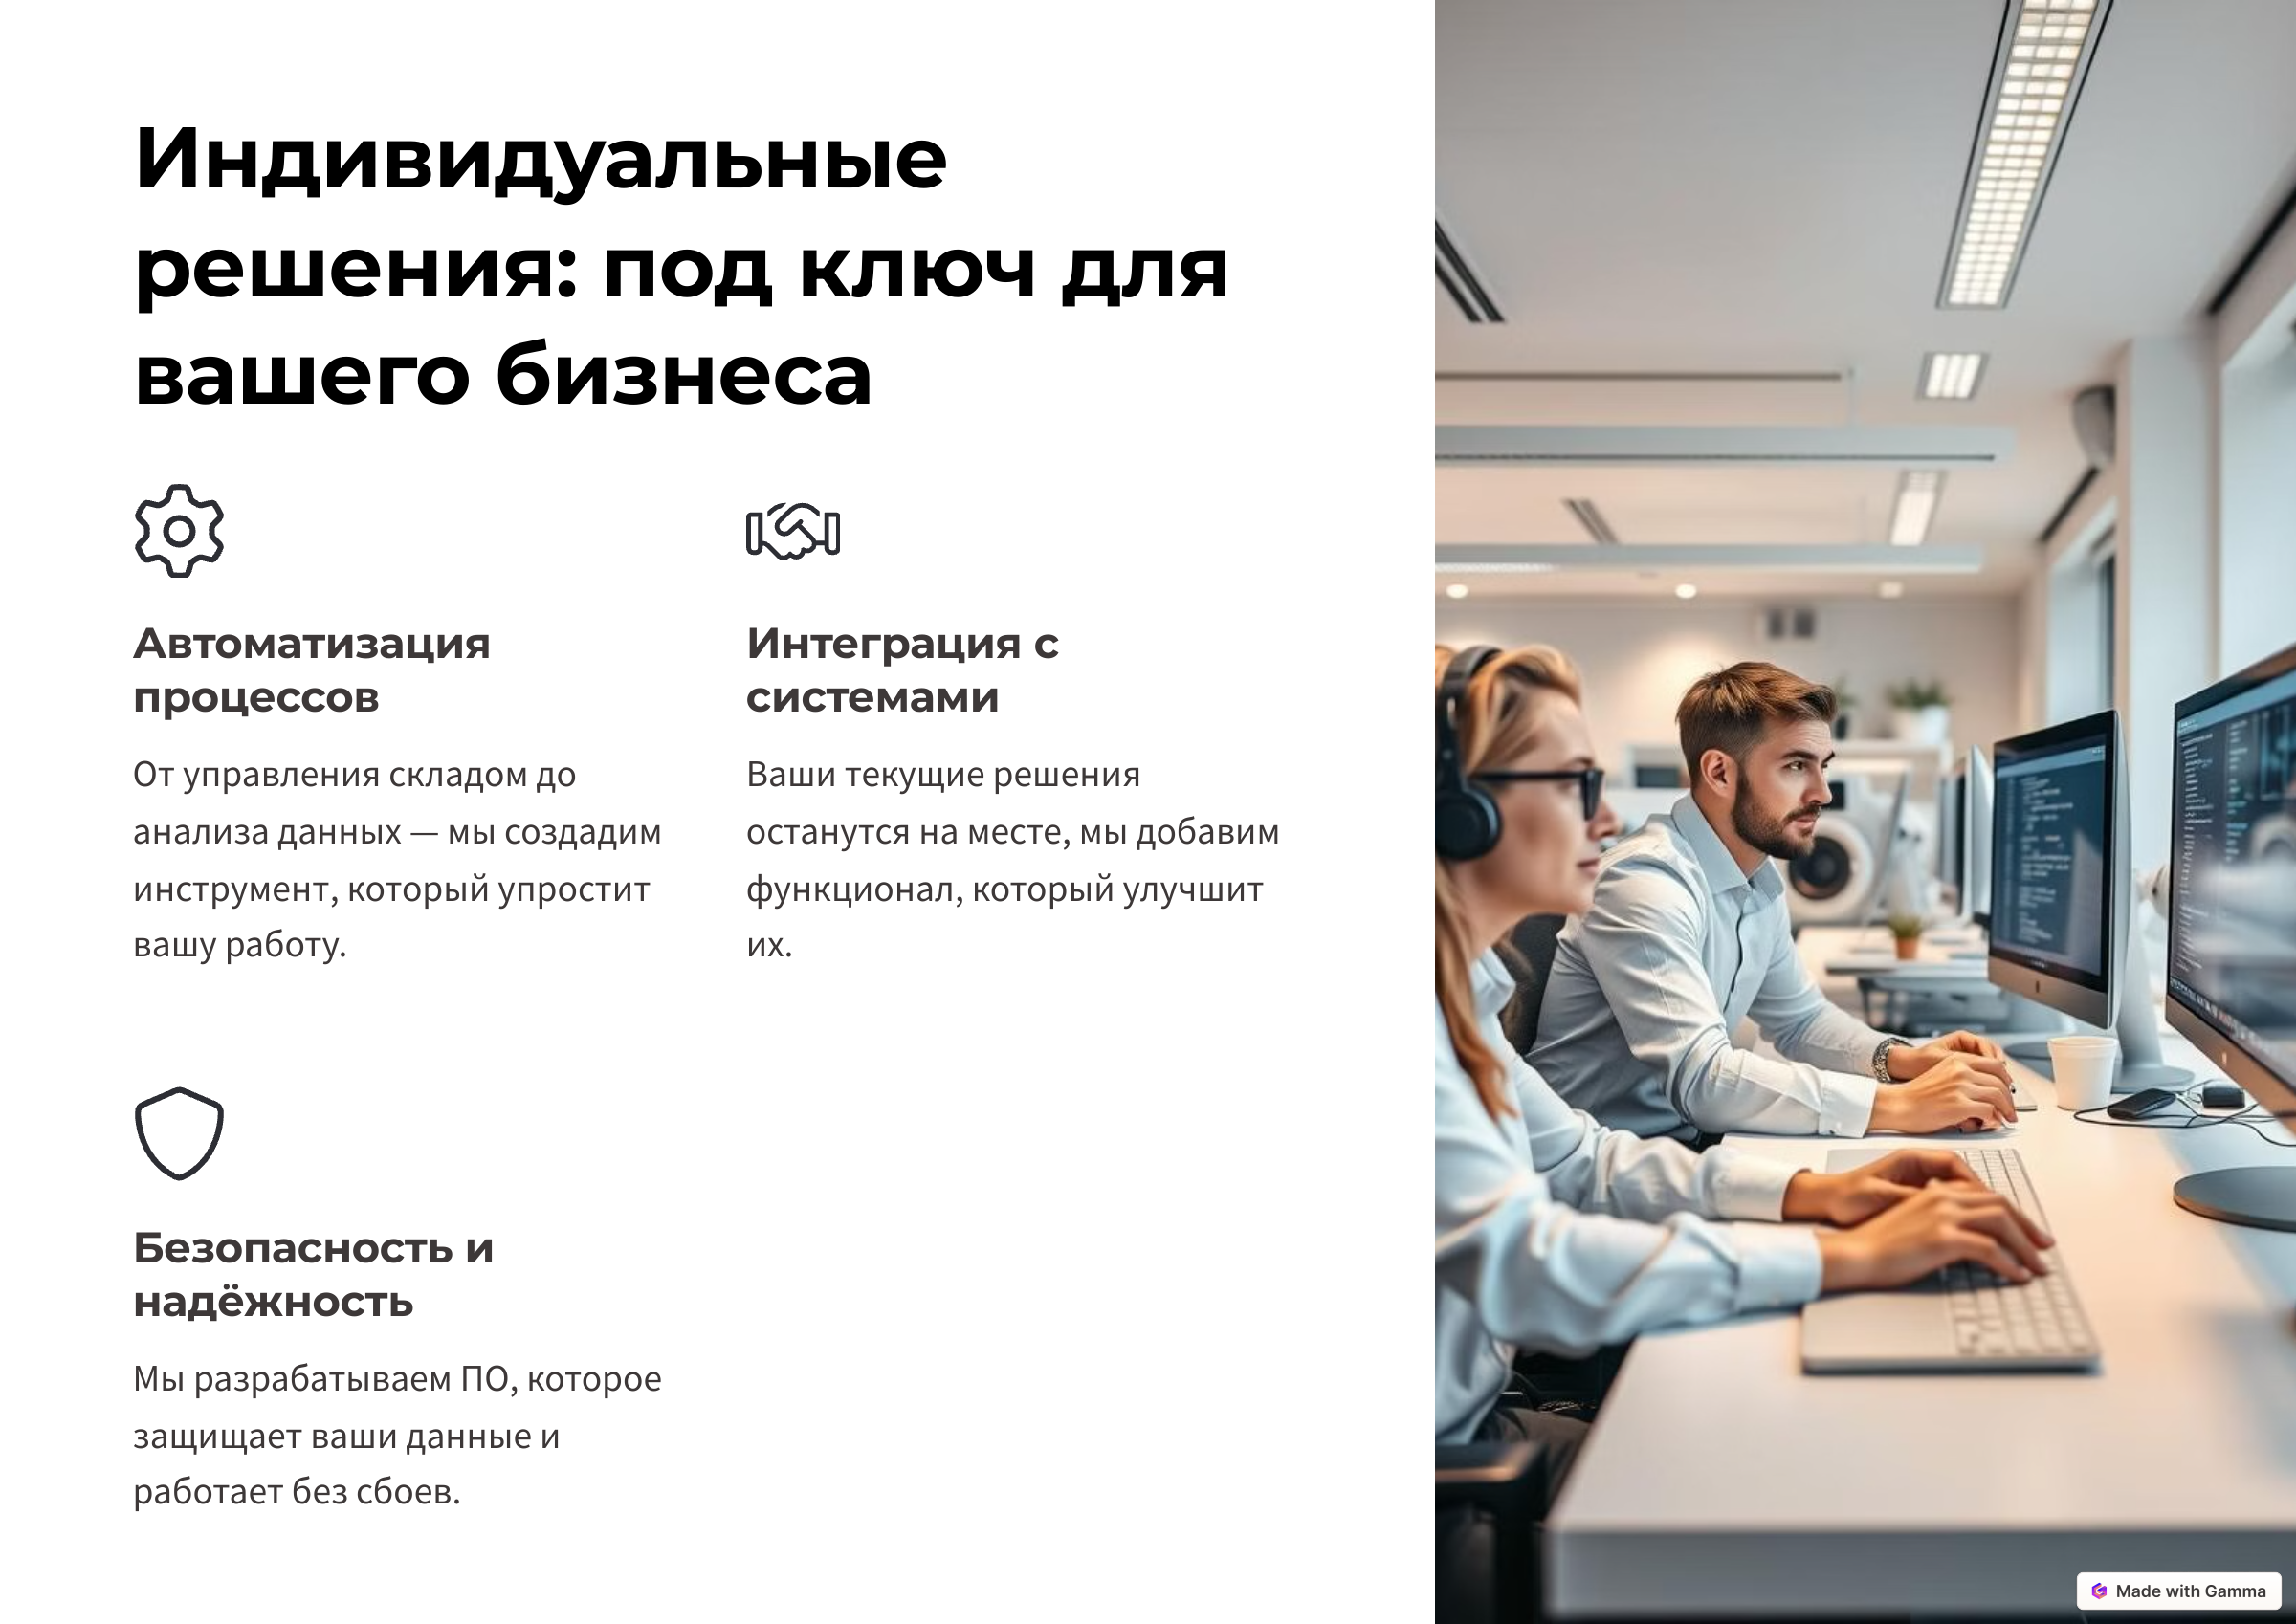 Индивидуальные
решения: под ключ для
вашего бизнеса
Автоматизация
процессов
От управления складом до
анализа данных — мы создадим
инструмент, который упростит
вашу работу.
Интеграция с
системами
Ваши текущие решения
останутся на месте, мы добавим
функционал, который улучшит
их.
Безопасность и
надёжность
Мы разрабатываем ПО, которое
защищает ваши данные и
работает без сбоев.
Made with Gamma